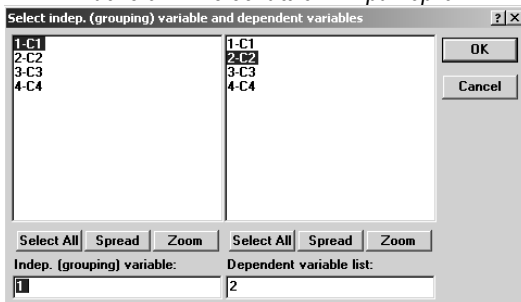 Select indep. (grouping) variable and dependent variables
1-C1
2-C2
3-C3
4-C4
1-C1
2-C2
3-C3
4-C4
OK
Cancel
Select All Spread Zoom
Select All Spread Zoom
Indep. (grouping) variable:
Dependent variable list:
1
2